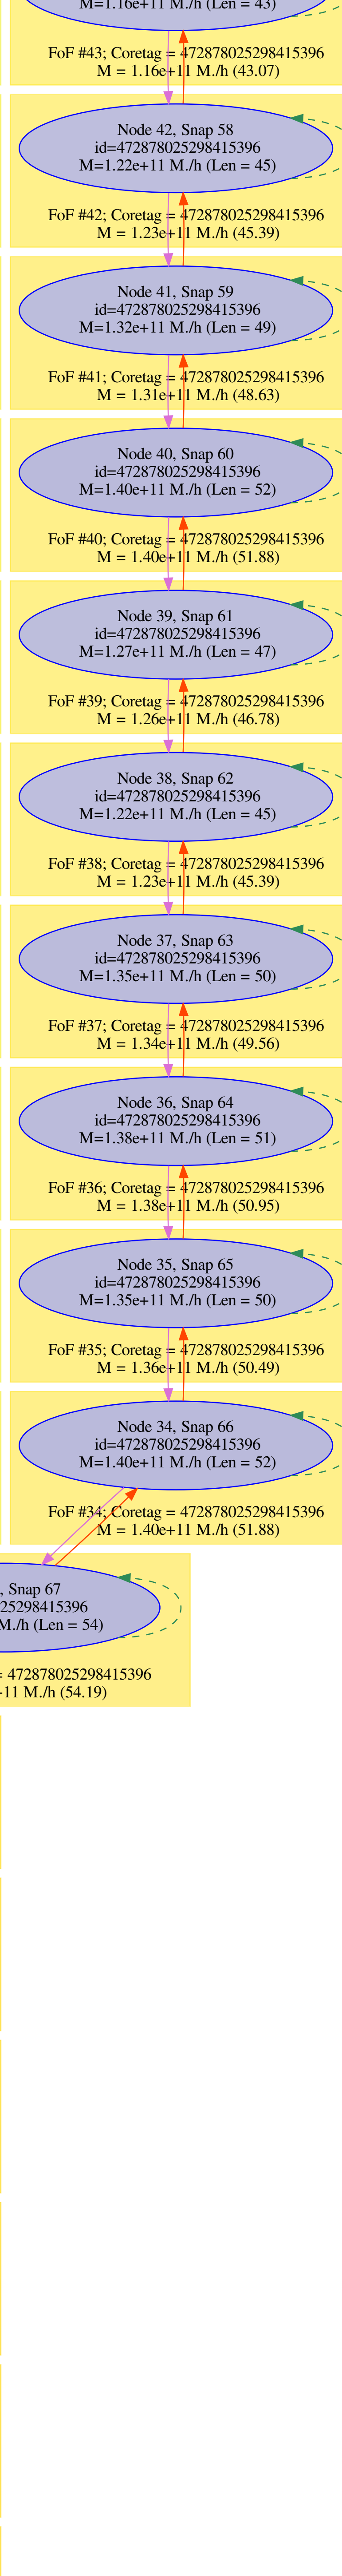 M=1.16e+11 M./h (Len = 43)
FoF #43; Coretag = 472878025298415396
M = 1.16e+11 M./h (43.07)
Node 42, Snap 58
id=472878025298415396
M=1.22e+11 M./h (Len = 45)
FoF #42; Coretag = 472878025298415396
M = 1.23e+11 M./h (45.39)
Node 41, Snap 59
id=472878025298415396
M=1.32e+11 M./h (Len = 49)
FoF #41; Coretag = 472878025298415396
M = 1.31e+11 M./h (48.63)
Node 40, Snap 60
id=472878025298415396
M=1.40e+11 M./h (Len = 52)
FoF #40; Coretag = 472878025298415396
M = 1.40e+11 M./h (51.88)
Node 39, Snap 61
id=472878025298415396
M=1.27e+11 M./h (Len = 47)
FoF #39; Coretag = 472878025298415396
M = 1.26e+11 M./h (46.78)
Node 38, Snap 62
id=472878025298415396
M=1.22e+11 M./h (Len = 45)
FoF #38; Coretag = 472878025298415396
M = 1.23e+11 M./h (45.39)
Node 37, Snap 63
id=472878025298415396
M=1.35e+11 M./h (Len = 50)
FoF #37; Coretag = 472878025298415396
M = 1.34e+11 M./h (49.56)
Node 36, Snap 64
id=472878025298415396
M=1.38e+11 M./h (Len = 51)
FoF #36; Coretag = 472878025298415396
M = 1.38e+11 M./h (50.95)
Node 35, Snap 65
id=472878025298415396
M=1.35e+11 M./h (Len = 50)
FoF #35; Coretag = 472878025298415396
M = 1.36e+11 M./h (50.49)
Node 34, Snap 66
id=472878025298415396
M=1.40e+11 M./h (Len = 52)
FoF #34; Coretag = 472878025298415396
M = 1.40e+11 M./h (51.88)
, Snap 67
25298415396
M./h (Len = 54)
= 472878025298415396
+11 M./h (54.19)